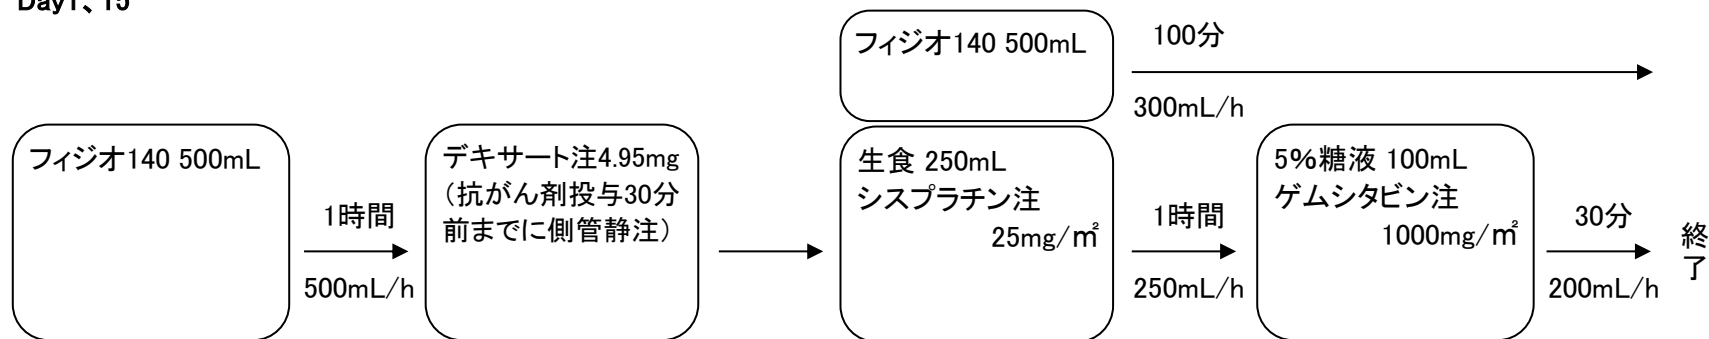 Day1、15
フィジオ140 500mL
100分
300mL/h
フィジオ140 500mL
1時間
500mL/h
デキサート注4.95mg
（抗がん剤投与30分
前までに側管静注）
生食 250mL
シスプラチン注
25mg/㎡
1時間
250mL/h
5%糖液 100mL
ゲムシタビン注
1000mg/㎡
30分
200mL/h
終
了